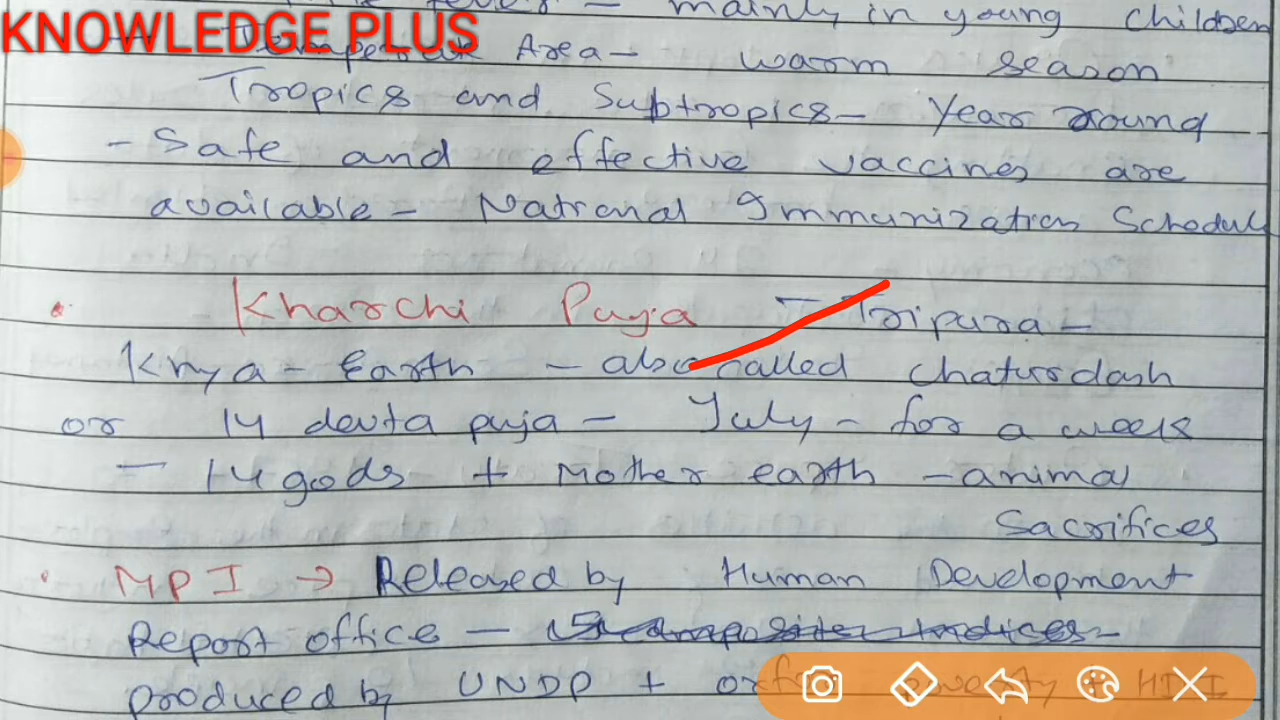 fever - mainly in young children
KNOWLEDGE PLUS
Area - warm season
Tropics and Subtropics - Year round
- Safe and effective vaccines are
available - National Immunization Schedul
Kharchi Puja - Tripura -
Khya - Earth - also called chaturdash
or 14 devta puja - July - for a week
- 14 gods + Mother earth - animal
Sacrifices
MPI → Released by Human Development
Report office -
produced by UNDP +